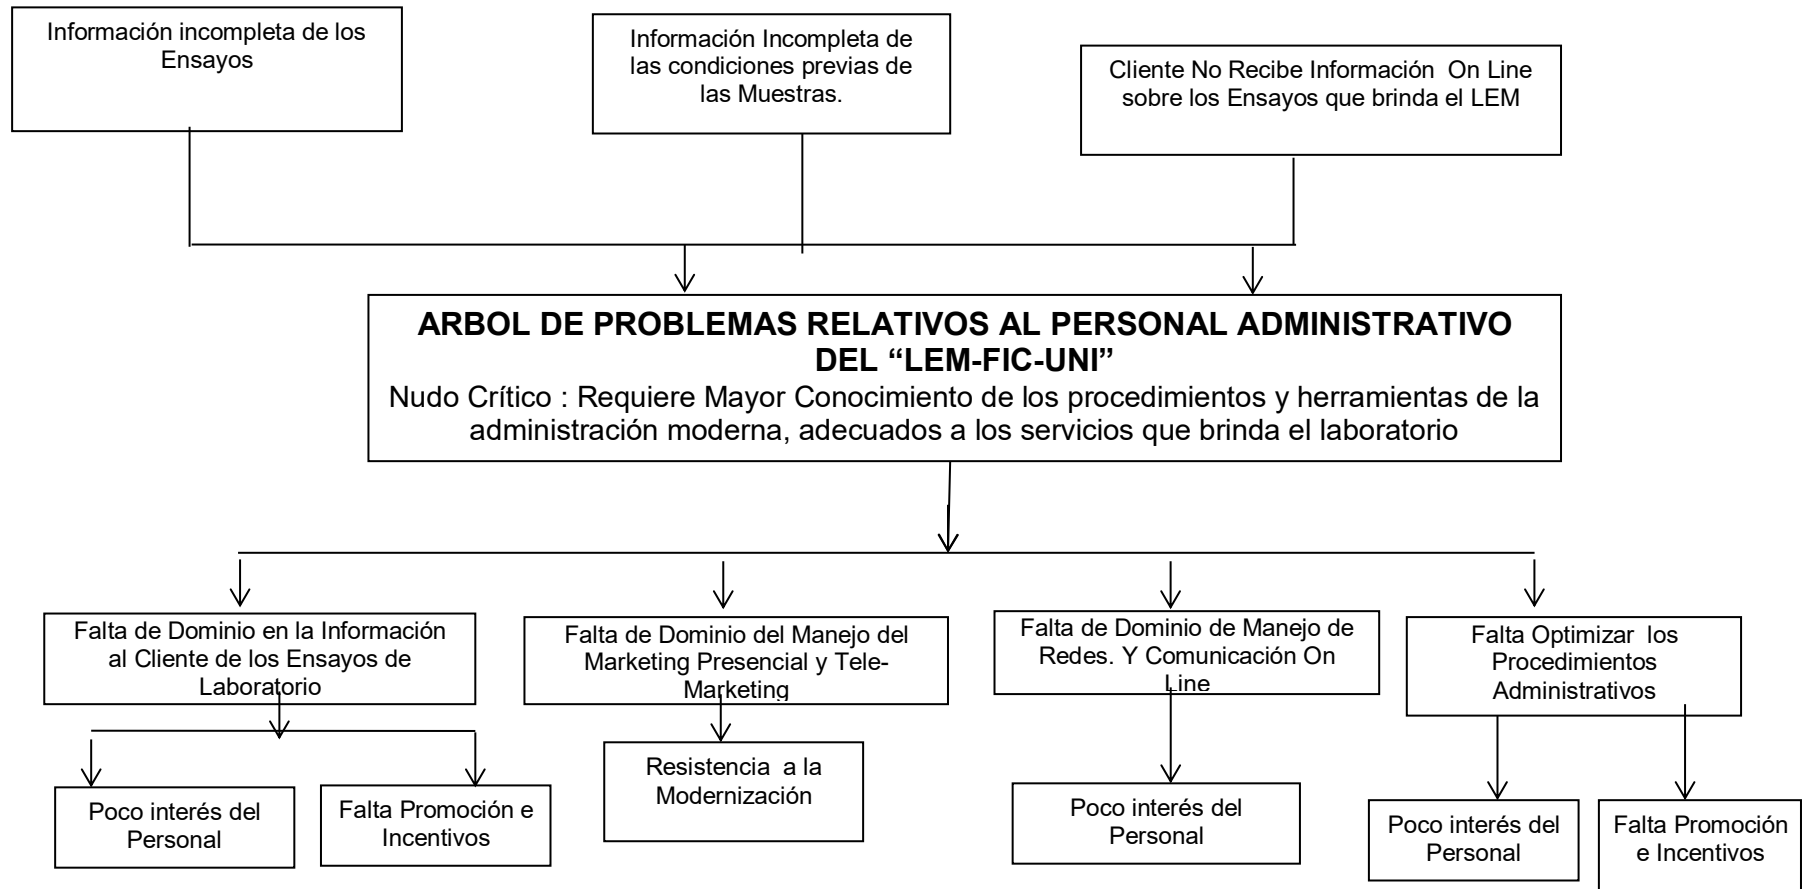 Información incompleta de los
Ensayos
Información Incompleta de
las condiciones previas de
las Muestras.
Cliente No Recibe Información  On Line
sobre los Ensayos que brinda el LEM
ARBOL DE PROBLEMAS RELATIVOS AL PERSONAL ADMINISTRATIVO
DEL “LEM-FIC-UNI”
Nudo Crítico : Requiere Mayor Conocimiento de los procedimientos y herramientas de la
administración moderna, adecuados a los servicios que brinda el laboratorio
Falta de Dominio en la Información
al Cliente de los Ensayos de
Laboratorio
Falta de Dominio del Manejo del
Marketing Presencial y Tele-
Marketing
Falta de Dominio de Manejo de
Redes. Y Comunicación On
Line
Falta Optimizar  los
Procedimientos
Administrativos
Poco interés del
Personal
Falta Promoción e
Incentivos
Resistencia  a la
Modernización
Poco interés del
Personal
Poco interés del
Personal
Falta Promoción
e Incentivos